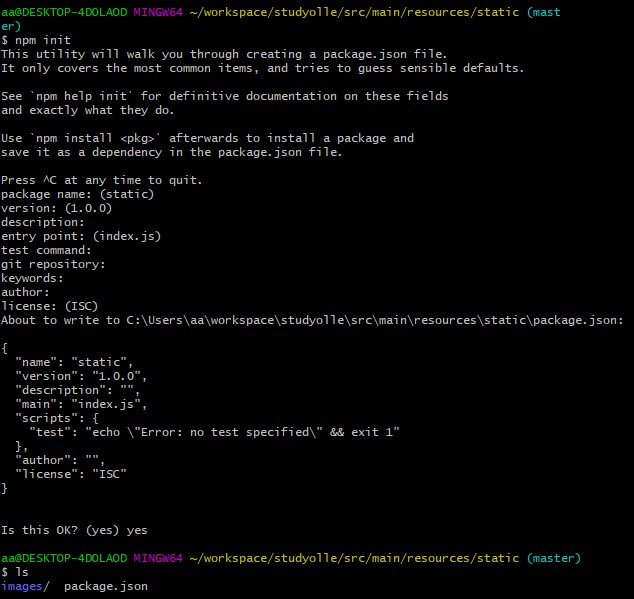 aa@DESKTOP-4DOLAOD MINGW64 ~/workspace/studyolle/src/main/resources/static (mast
er)
$ npm init
This utility will walk you through creating a package.json file.
It only covers the most common items, and tries to guess sensible defaults.

See `npm help init` for definitive documentation on these fields
and exactly what they do.

Use `npm install <pkg>` afterwards to install a package and
save it as a dependency in the package.json file.

Press ^C at any time to quit.
package name: (static)
version: (1.0.0)
description:
entry point: (index.js)
test command:
git repository:
keywords:
author:
license: (ISC)
About to write to C:\Users\aa\workspace\studyolle\src\main\resources\static\package.json:

{
  "name": "static",
  "version": "1.0.0",
  "description": "",
  "main": "index.js",
  "scripts": {
    "test": "echo \"Error: no test specified\" && exit 1"
  },
  "author": "",
  "license": "ISC"
}


Is this OK? (yes) yes

aa@DESKTOP-4DOLAOD MINGW64 ~/workspace/studyolle/src/main/resources/static (master)
$ ls
images/  package.json